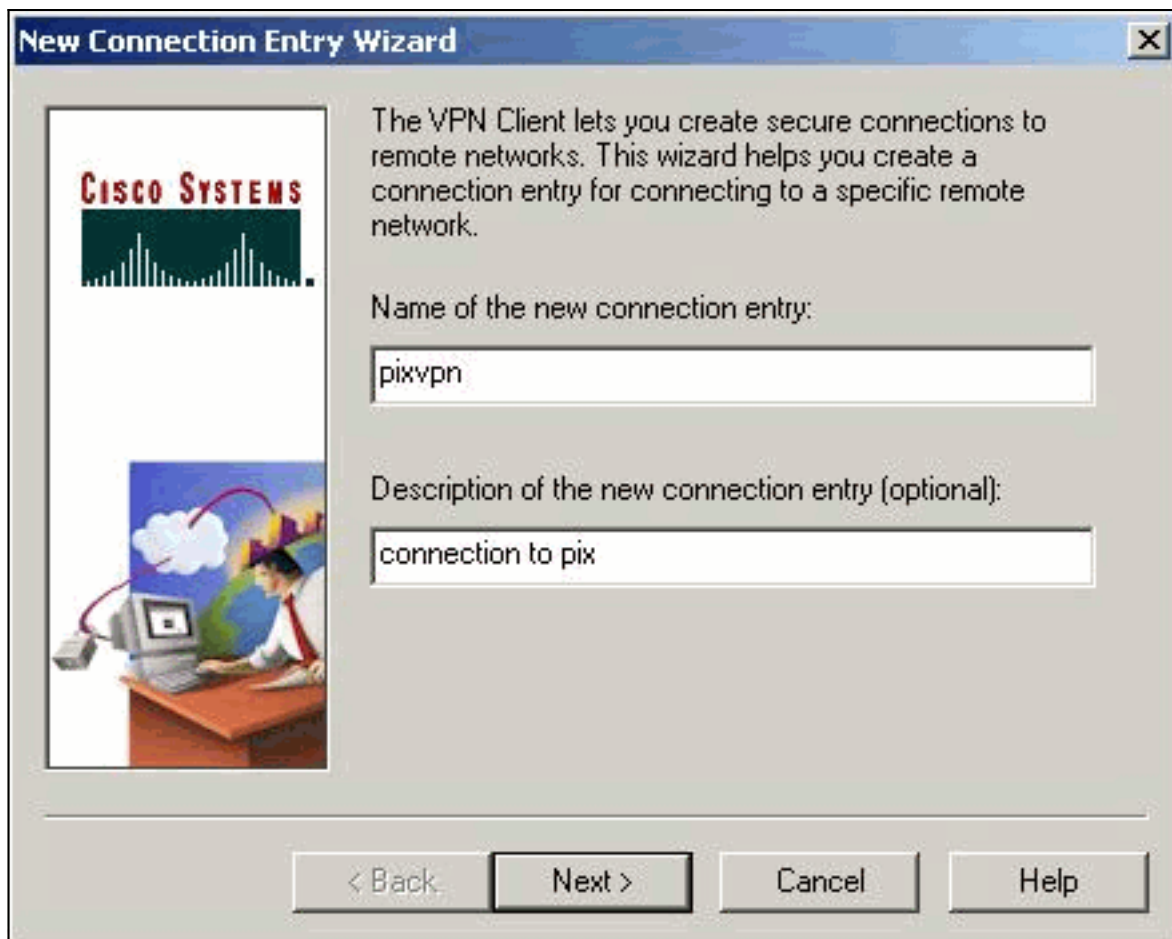 New Connection Entry Wizard
CISCO SYSTEMS
The VPN Client lets you create secure connections to
remote networks. This wizard helps you create a
connection entry for connecting to a specific remote
network.
Name of the new connection entry:
pixvpn
Description of the new connection entry (optional):
connection to pix
< Back
Next >
Cancel
Help